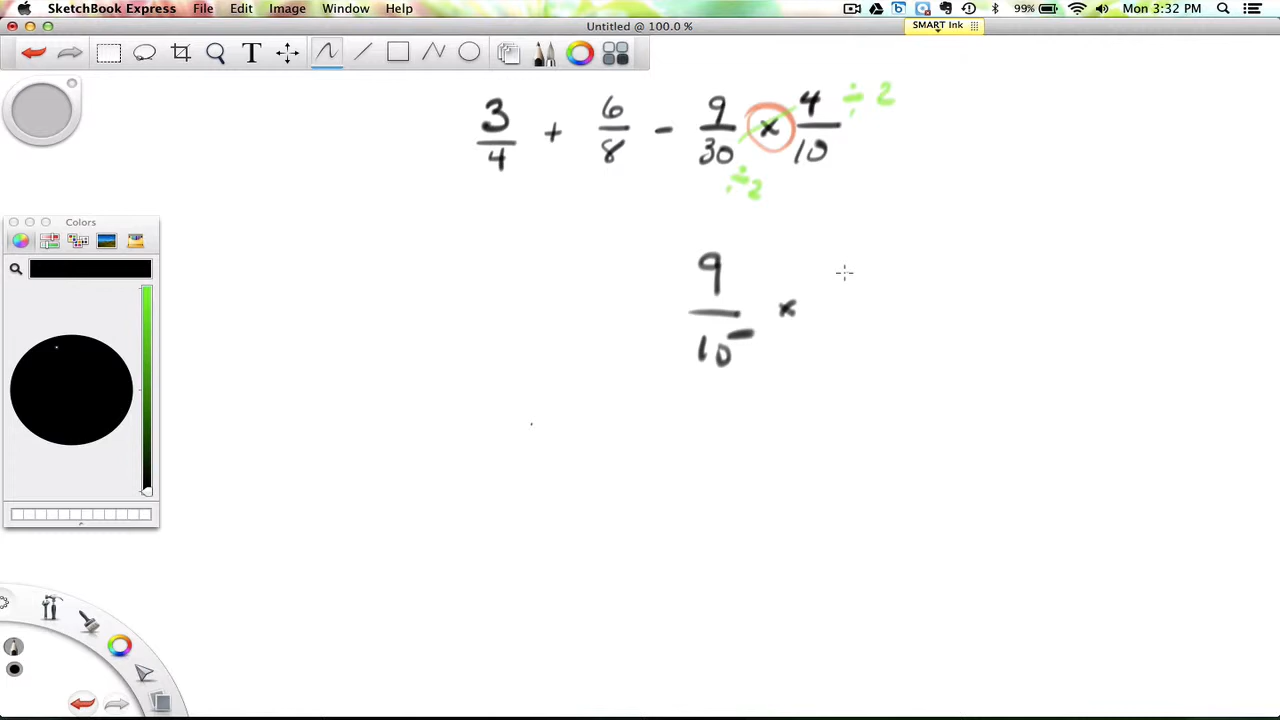 SketchBook Express File Edit Image Window Help 99% Mon 3:32 PM
Untitled @ 100.0 %
SMART Ink
T
3/4 + 6/8 - 9/30 × 4/10 ÷ 2
÷ 2
Colors
9/10 ×